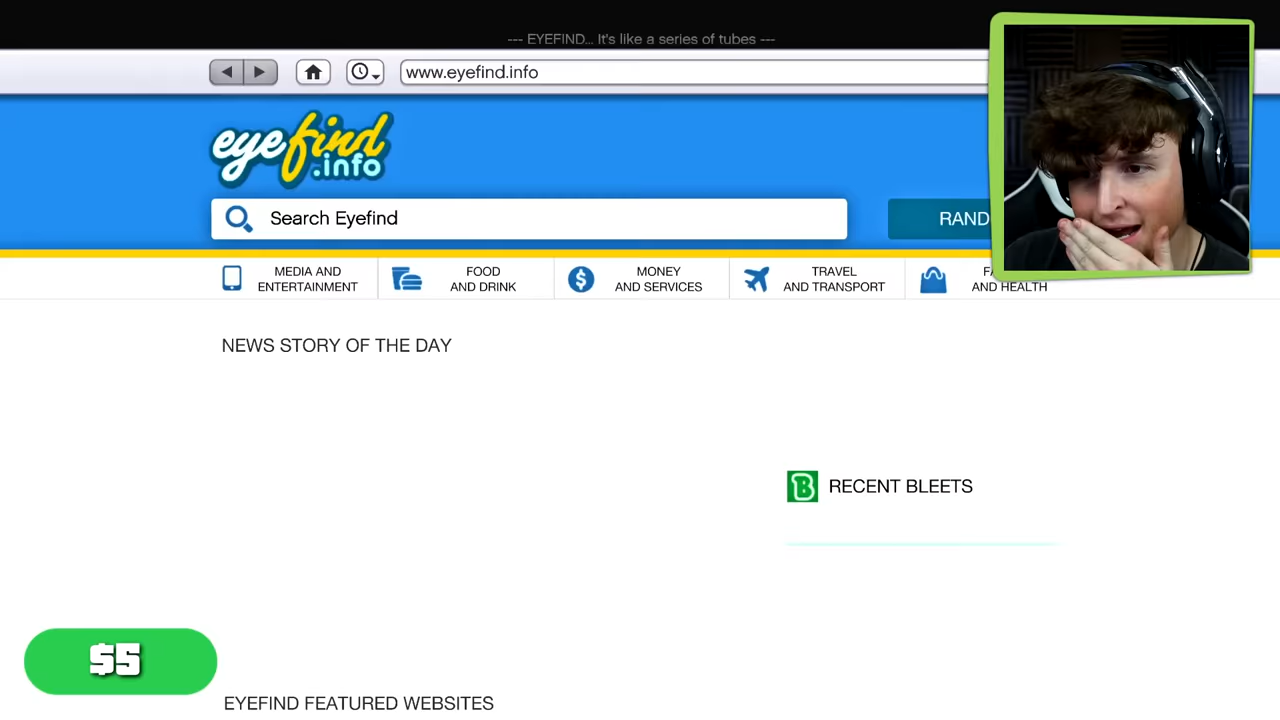 --- EYEFIND... It's like a series of tubes ---
www.eyefind.info
eyefind
.info
Search Eyefind
RAND
MEDIA AND
ENTERTAINMENT
FOOD
AND DRINK
MONEY
AND SERVICES
TRAVEL
AND TRANSPORT
AND HEALTH
NEWS STORY OF THE DAY
B RECENT BLEETS
$5
EYEFIND FEATURED WEBSITES